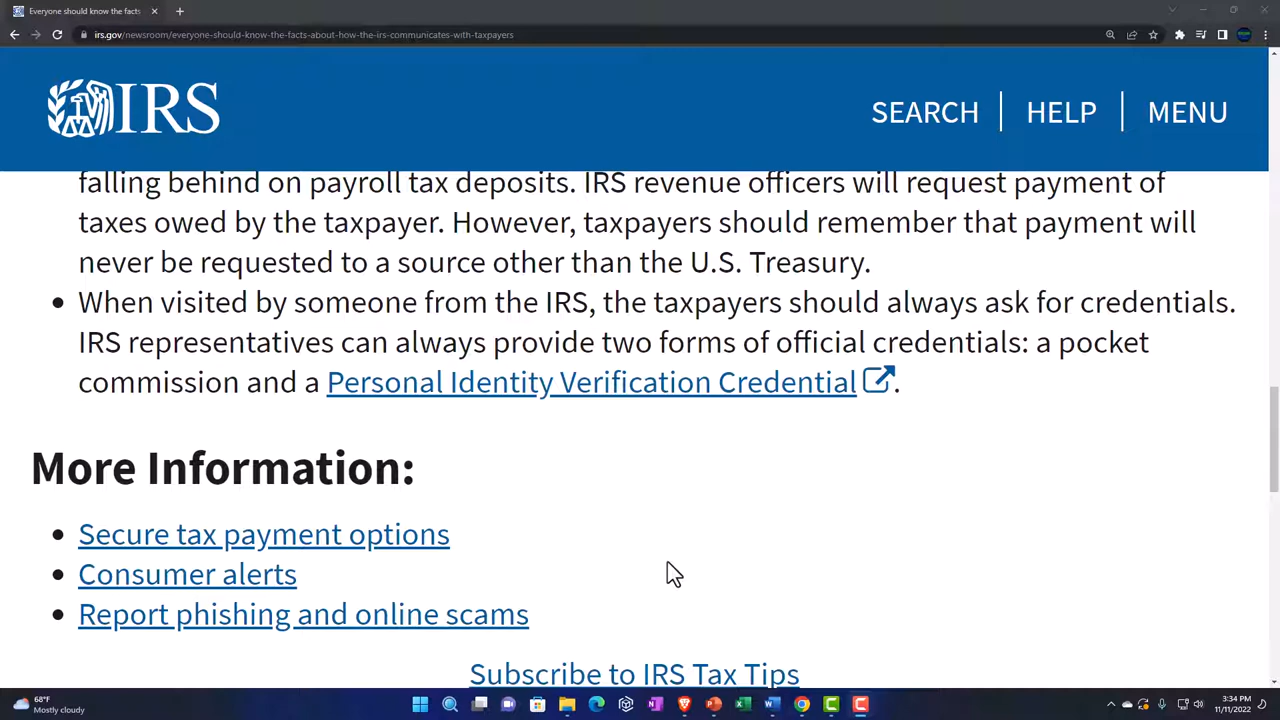 Everyone should know the facts
irs.gov/newsroom/everyone-should-know-the-facts-about-how-the-irs-communicates-with-taxpayers
IRS
SEARCH
HELP
MENU
falling behind on payroll tax deposits. IRS revenue officers will request payment of
taxes owed by the taxpayer. However, taxpayers should remember that payment will
never be requested to a source other than the U.S. Treasury.
When visited by someone from the IRS, the taxpayers should always ask for credentials.
IRS representatives can always provide two forms of official credentials: a pocket
commission and a Personal Identity Verification Credential.
More Information:
Secure tax payment options
Consumer alerts
Report phishing and online scams
Subscribe to IRS Tax Tips
68°F
Mostly cloudy
3:34 PM
11/11/2022